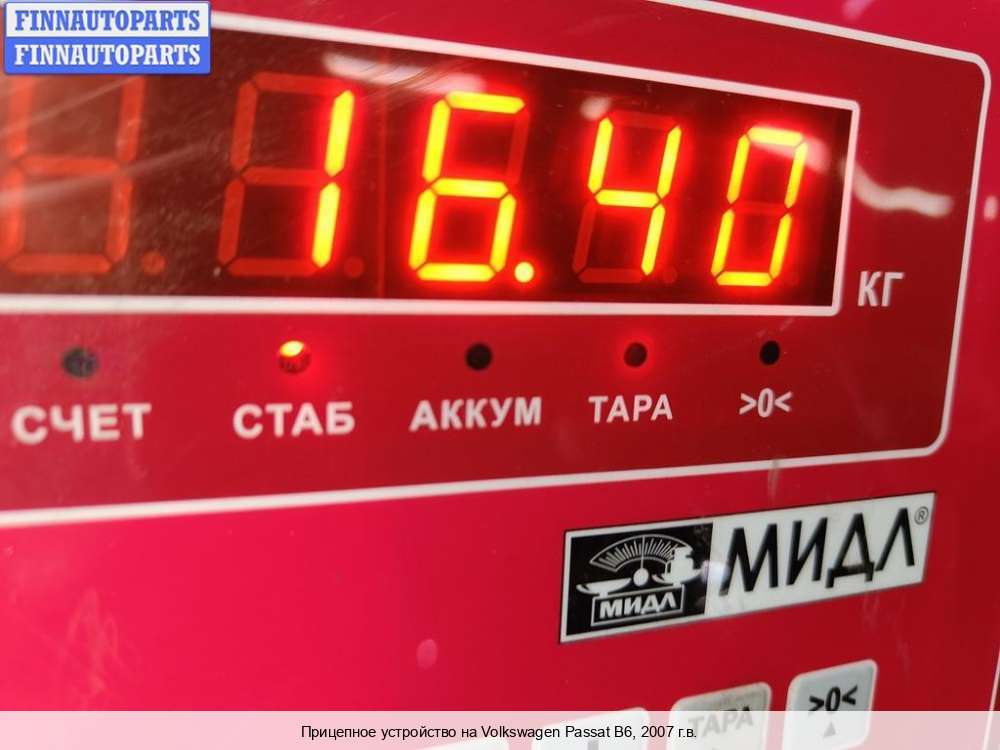 FINNAUTOPARTS
FINNAUTOPARTS
16.40
КГ
СЧЕТ СТАБ АККУМ ТАРА >0<
МИДЛ МИДЛ®
ТАРА >0<
Прицепное устройство на Volkswagen Passat B6, 2007 г.в.